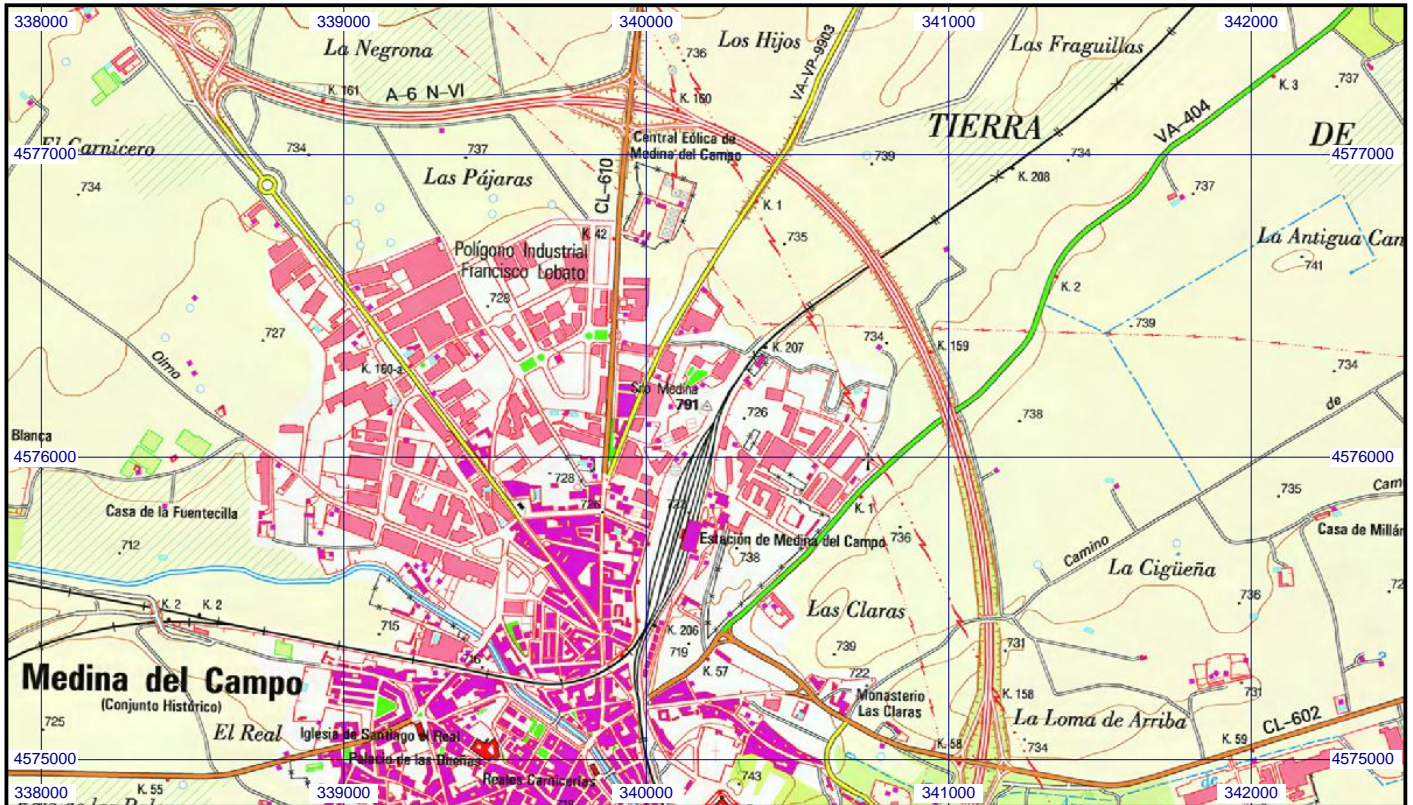 338000
339000
340000
341000
342000
La Negrona
736
Los Hijos
VA-VP-9903
Las Fraguillas
K. 161
A-6 N-VI
K. 160
K. 3
737
VA-404
TIERRA
DE
El Carnicero
734
737
Central Eólica de
Medina del Campo
4577000
739
734
4577000
734
Las Pájaras
CL-610
K. 208
737
K. 1
K. 42
735
Polígono Industrial
Francisco Lobato
La Antigua Can
741
728
K. 2
727
739
Olmo
K. 160-a
K. 207
734
K. 159
734
Silo Medina
791
726
738
de
Blanca
4576000
4576000
728
726
Casa de la Fuentecilla
K. 1
735
Cam
Casa de Millár
712
Estación de Medina del Campo
738
736
Camino
La Cigüeña
72
736
K. 2
K. 2
715
Las Claras
K. 206
719
739
731
716
K. 57
722
Medina del Campo
(Conjunto Histórico)
Monasterio
Las Claras
K. 158
731
725
El Real
Iglesia de Santiago el Real
La Loma de Arriba
CL-602
Palacio de las Dueñas
K. 58
734
K. 59
4575000
4575000
Reales Carnicerías
743
de
K. 55
338000
339000
340000
341000
342000